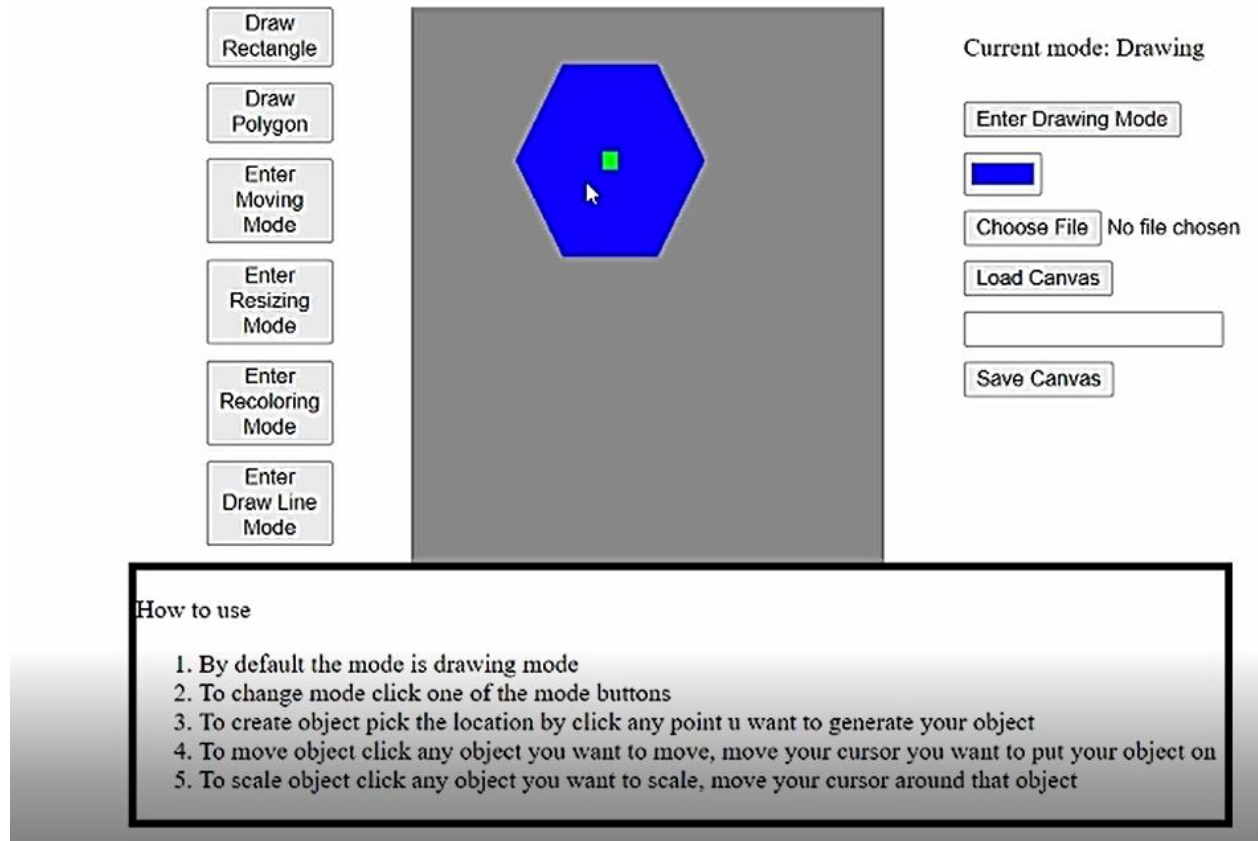 Draw
Rectangle
Draw
Polygon
Enter
Moving
Mode
Enter
Resizing
Mode
Enter
Recoloring
Mode
Enter
Draw Line
Mode
Current mode: Drawing
Enter Drawing Mode
Choose File No file chosen
Load Canvas
Save Canvas
How to use
1. By default the mode is drawing mode
2. To change mode click one of the mode buttons
3. To create object pick the location by click any point u want to generate your object
4. To move object click any object you want to move, move your cursor you want to put your object on
5. To scale object click any object you want to scale, move your cursor around that object